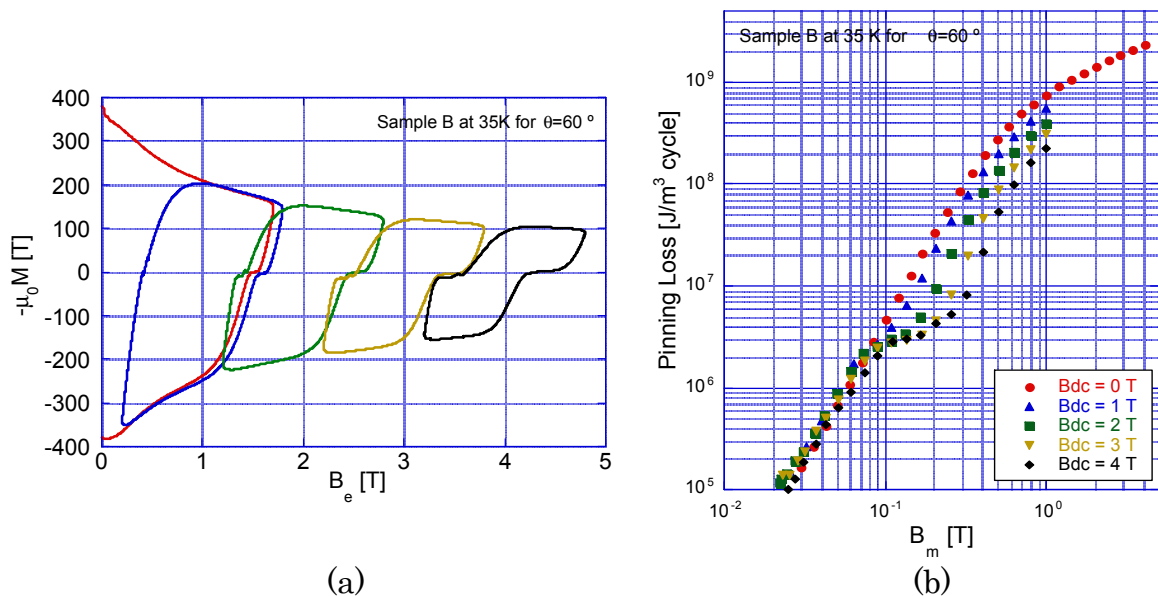 Sample B at 35K for θ=60 º
-μ₀M [T]
400
300
200
100
0
-100
-200
-300
-400
0
1
2
3
4
5
Bₑ [T]
(a)
Sample B at 35 K for θ=60 º
Pinning Loss [J/m³ cycle]
10⁹
10⁸
10⁷
10⁶
10⁵
10⁻²
10⁻¹
10⁰
Bₘ [T]
Bdc = 0 T
Bdc = 1 T
Bdc = 2 T
Bdc = 3 T
Bdc = 4 T
(b)